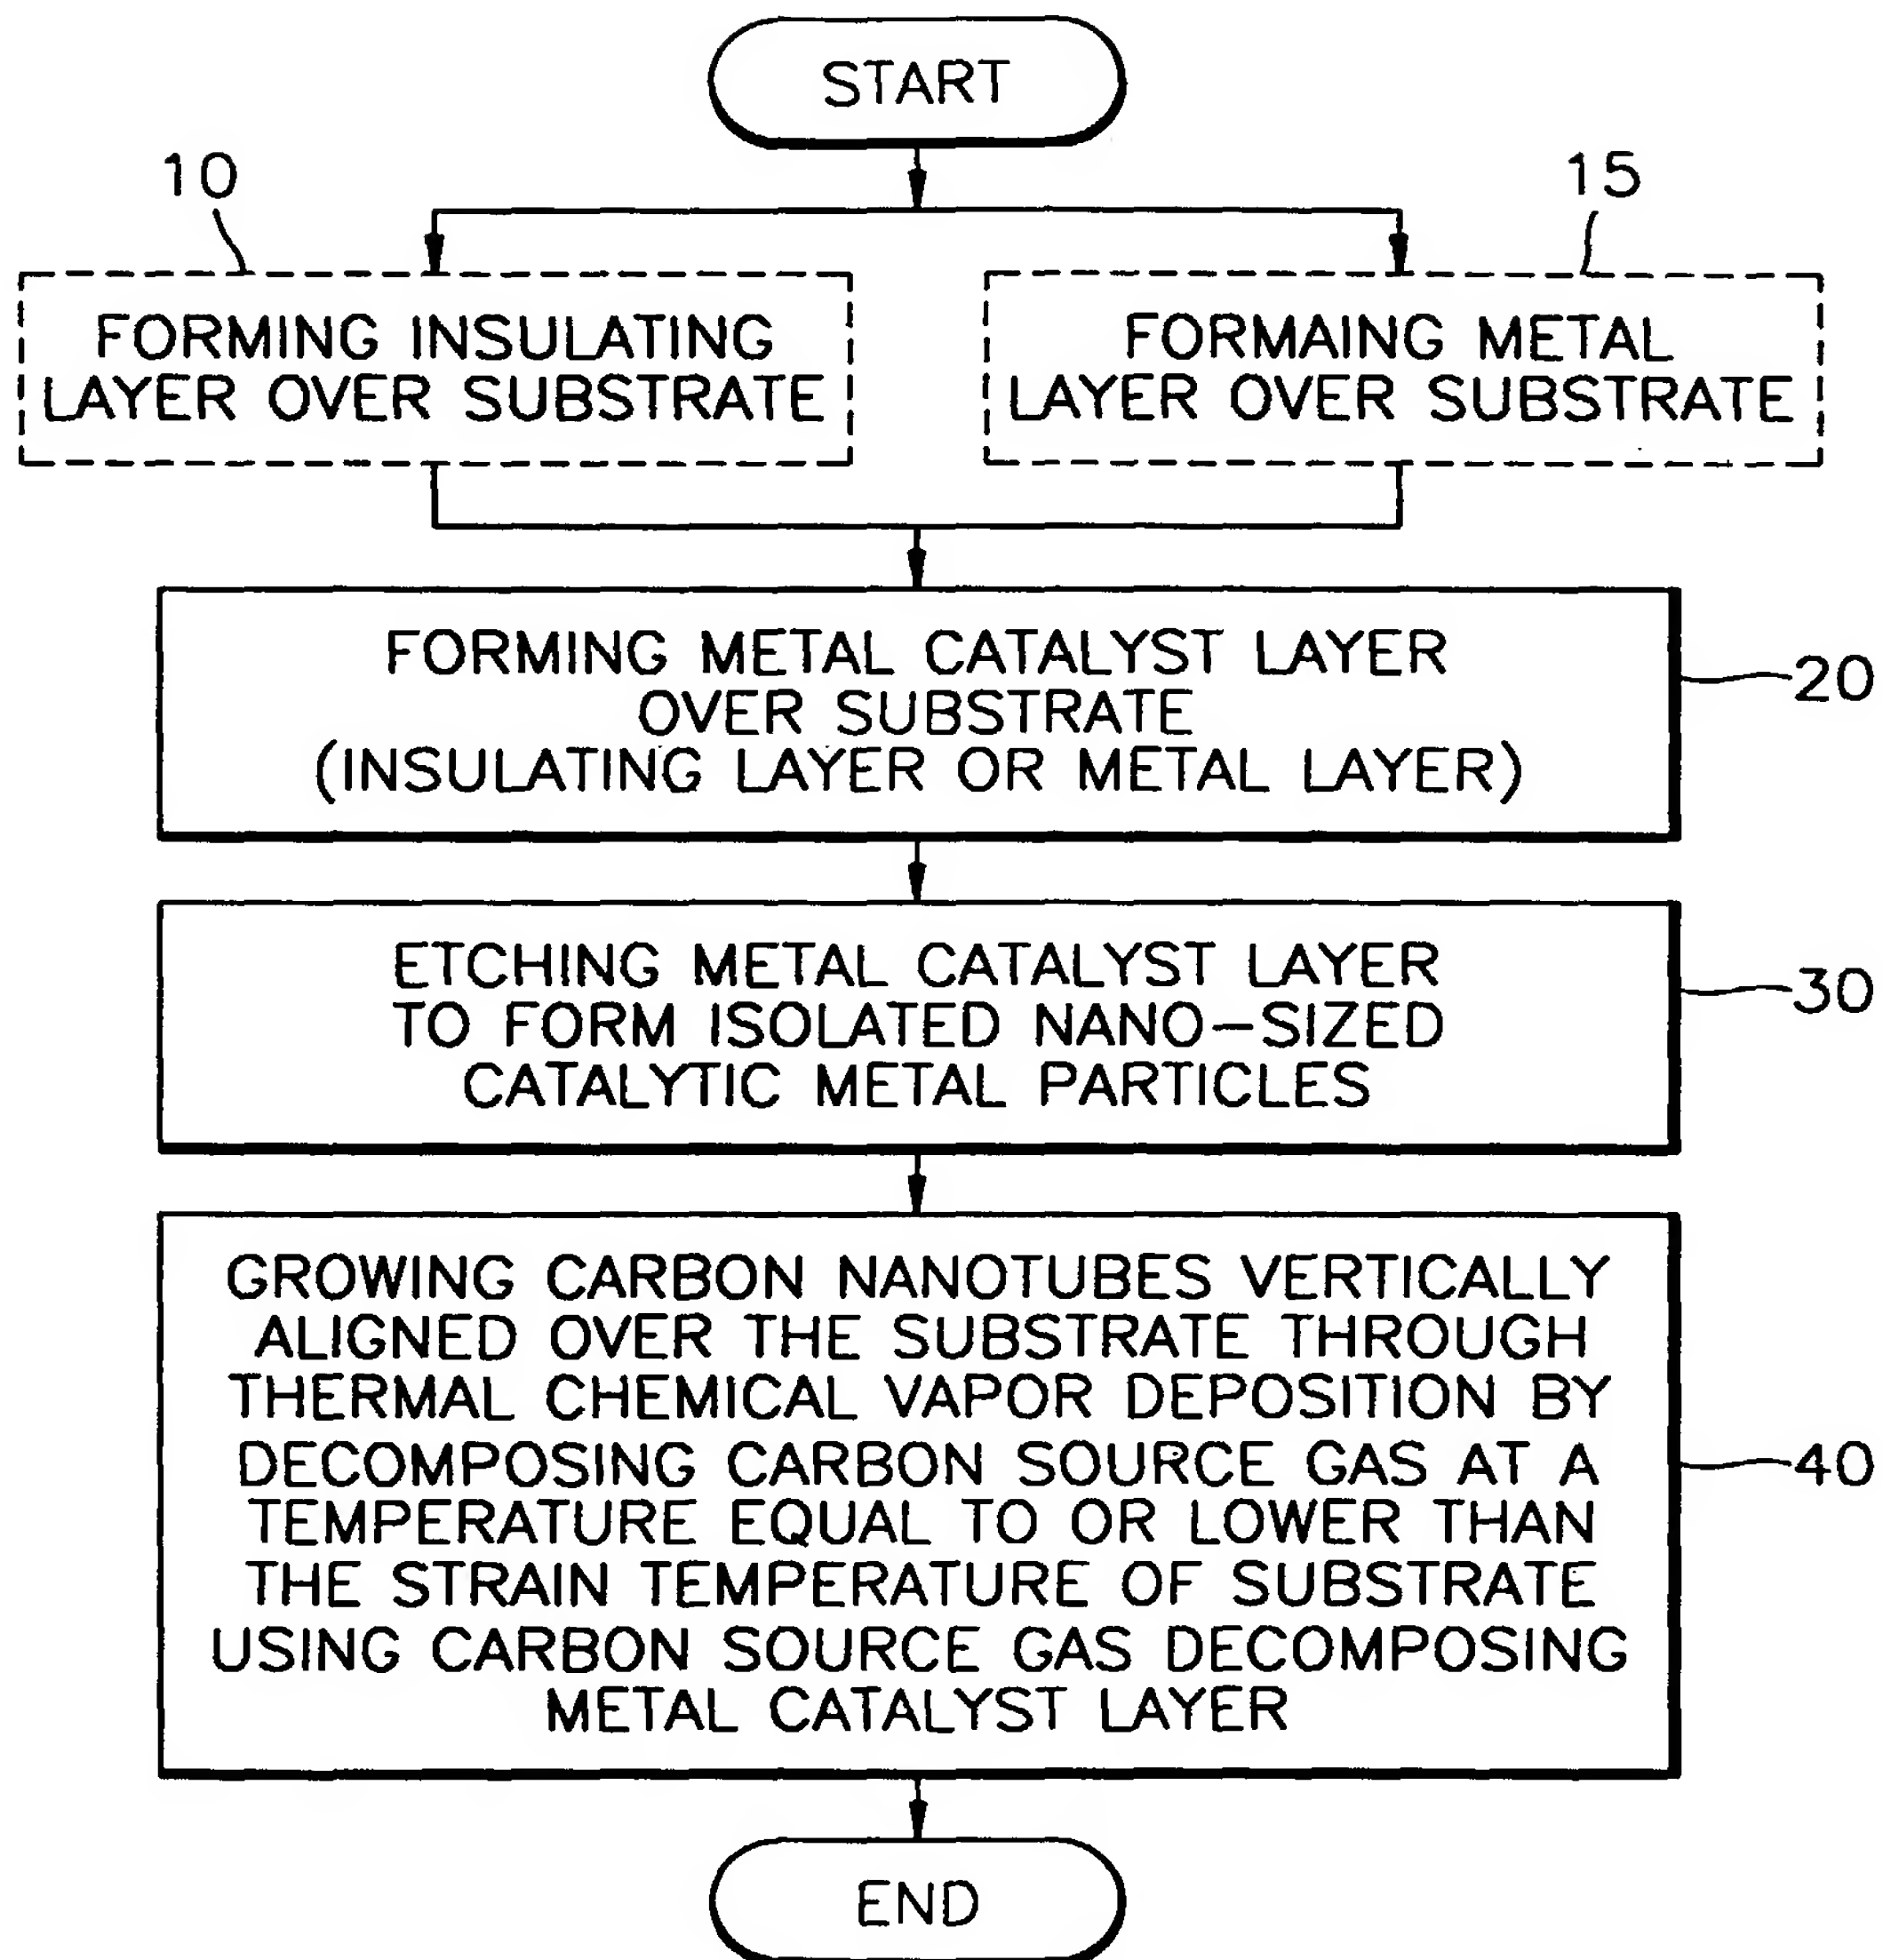 START
10
15
FORMING INSULATING
LAYER OVER SUBSTRATE
FORMAING METAL
LAYER OVER SUBSTRATE
FORMING METAL CATALYST LAYER
OVER SUBSTRATE
(INSULATING LAYER OR METAL LAYER)
20
ETCHING METAL CATALYST LAYER
TO FORM ISOLATED NANO-SIZED
CATALYTIC METAL PARTICLES
30
GROWING CARBON NANOTUBES VERTICALLY
ALIGNED OVER THE SUBSTRATE THROUGH
THERMAL CHEMICAL VAPOR DEPOSITION BY
DECOMPOSING CARBON SOURCE GAS AT A
TEMPERATURE EQUAL TO OR LOWER THAN
THE STRAIN TEMPERATURE OF SUBSTRATE
USING CARBON SOURCE GAS DECOMPOSING
METAL CATALYST LAYER
40
END